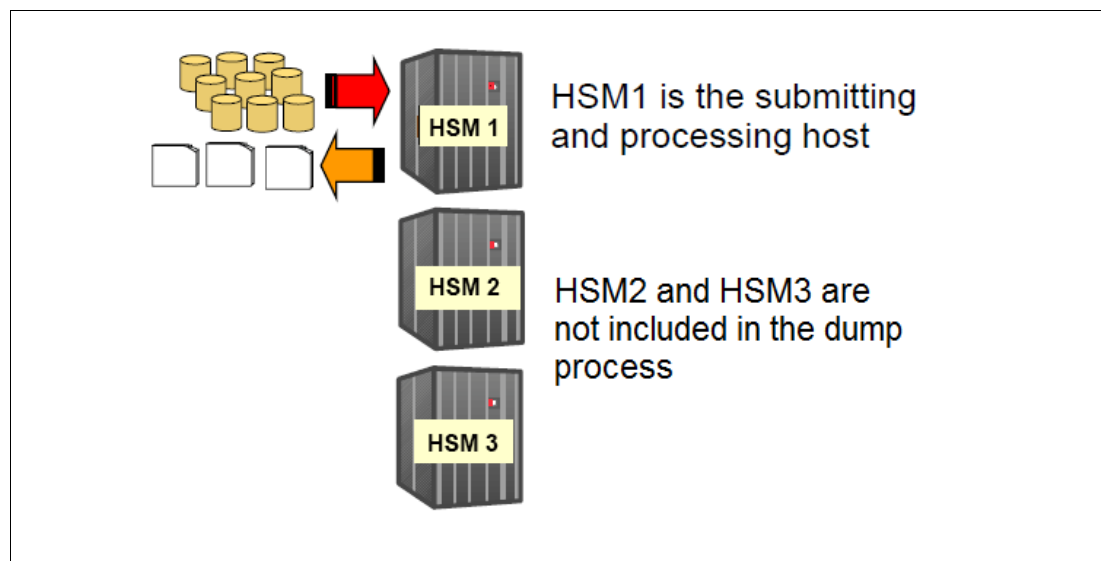 HSM 1
HSM1 is the submitting
and processing host
HSM 2
HSM2 and HSM3 are
not included in the dump
process
HSM 3